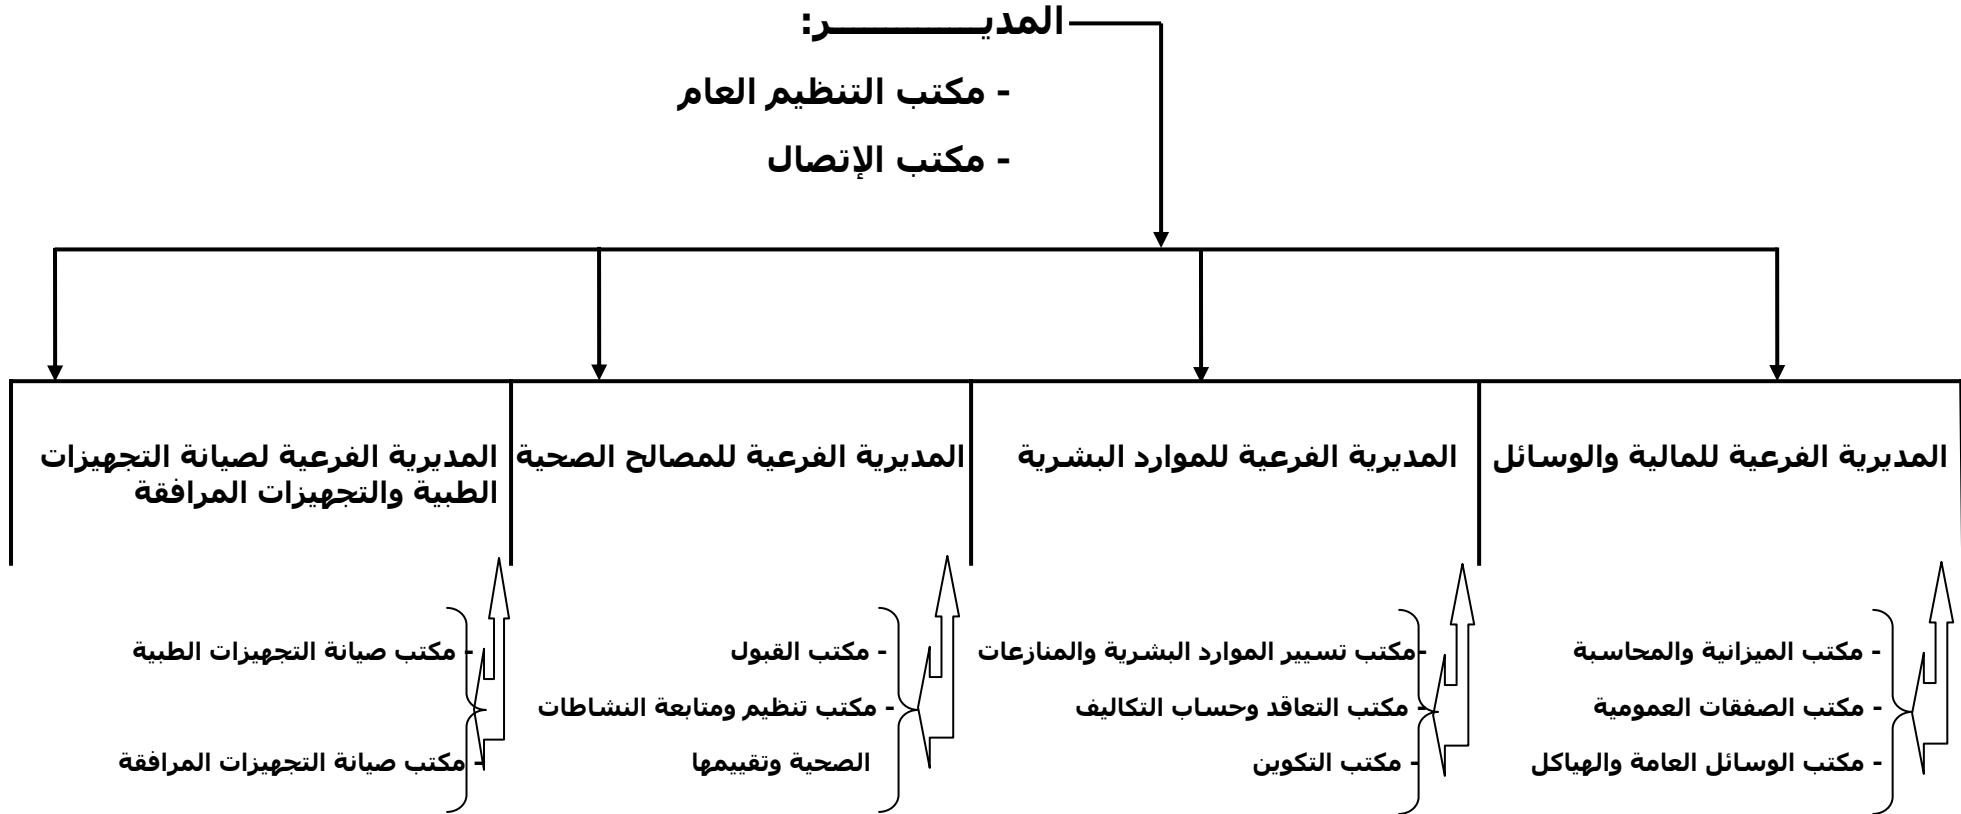 المديـــــــــــــر:
- مكتب التنظيم العام
- مكتب الإتصال
المديرية الفرعية للمالية والوسائل
المديرية الفرعية للموارد البشرية
المديرية الفرعية للمصالح الصحية
المديرية الفرعية لصيانة التجهيزات
الطبية والتجهيزات المرافقة
- مكتب الميزانية والمحاسبة
- مكتب الصفقات العمومية
- مكتب الوسائل العامة والهياكل
-مكتب تسيير الموارد البشرية والمنازعات
- مكتب التعاقد وحساب التكاليف
- مكتب التكوين
- مكتب القبول
- مكتب تنظيم ومتابعة النشاطات
الصحية وتقييمها
- مكتب صيانة التجهيزات الطبية
- مكتب صيانة التجهيزات المرافقة